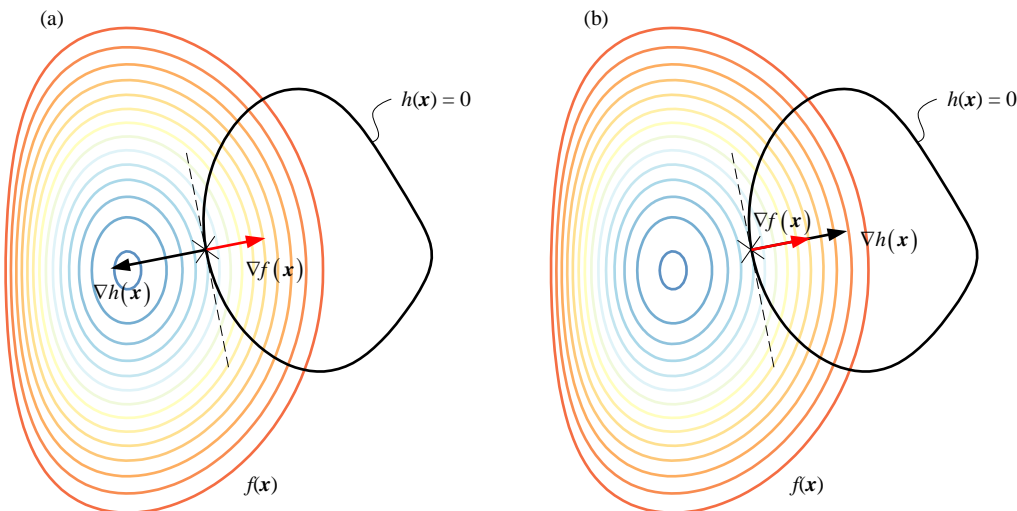 (a)
h(x) = 0
∇f(x)
∇h(x)
f(x)
(b)
h(x) = 0
∇f(x)
∇h(x)
f(x)